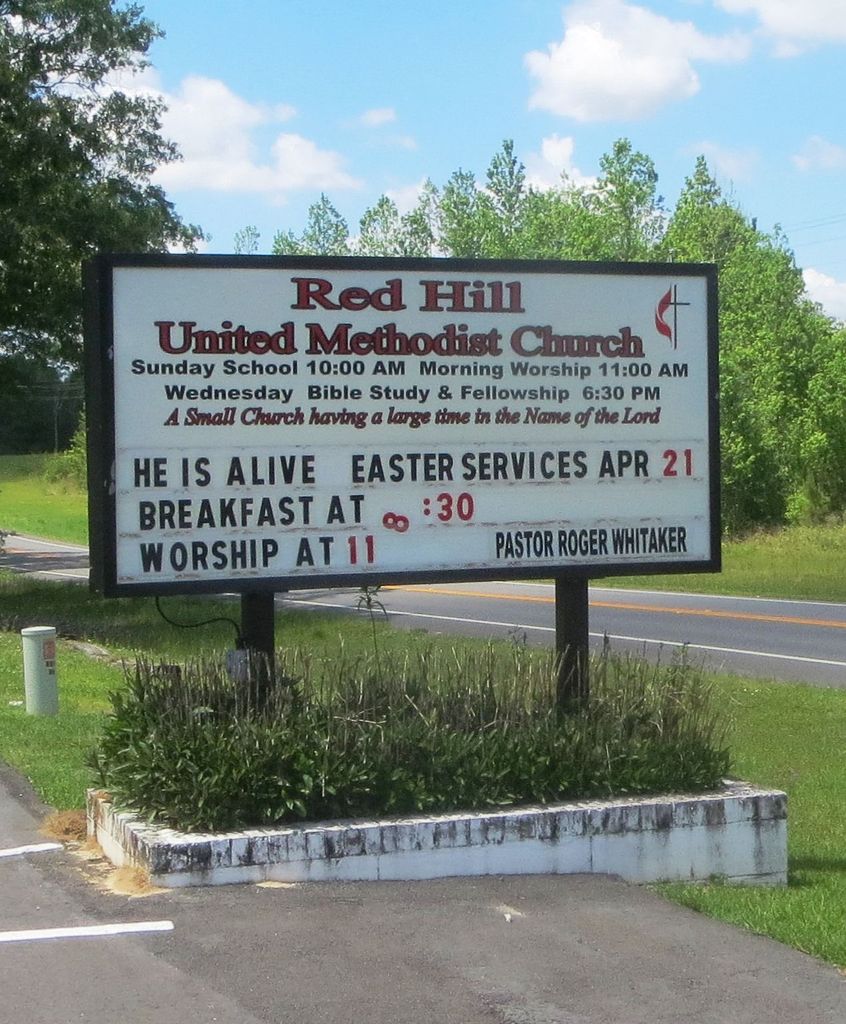 Red Hill
United Methodist Church
Sunday School 10:00 AM Morning Worship 11:00 AM
Wednesday Bible Study & Fellowship 6:30 PM
A Small Church having a large time in the Name of the Lord
HE IS ALIVE EASTER SERVICES APR 21
BREAKFAST AT 8:30
WORSHIP AT 11 PASTOR ROGER WHITAKER